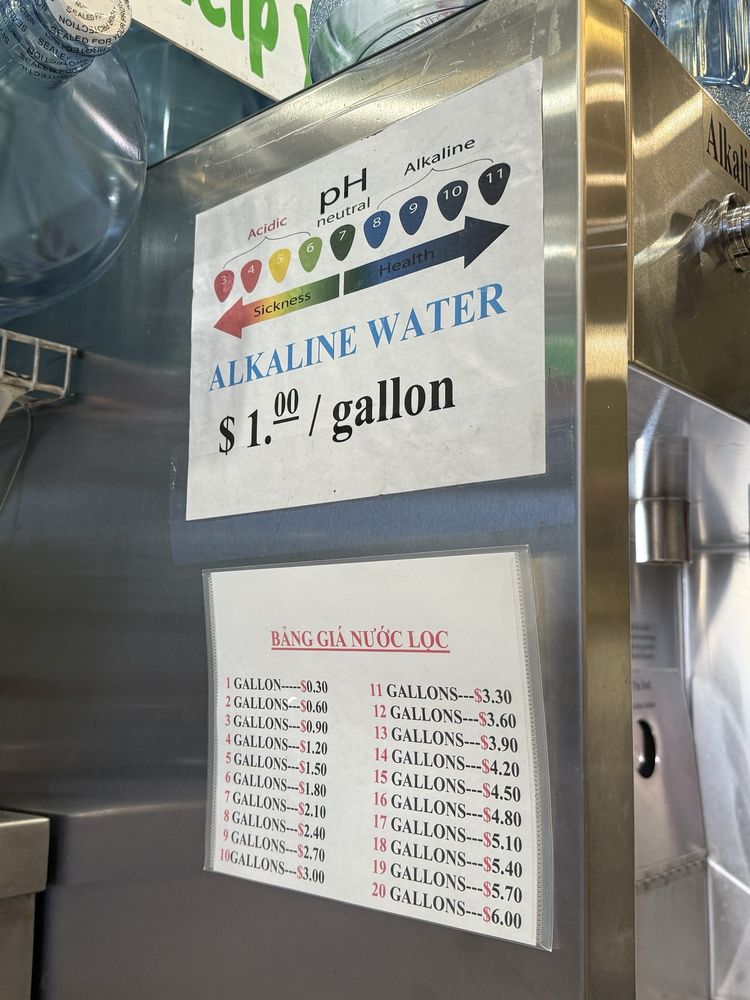 elp
SEALED FOR YOUR
Alkaline
pH
neutral
Acidic
3 4 5 6 7 8 9 10 11
Sickness
Health
ALKALINE WATER
$ 1.00 / gallon
BẢNG GIÁ NƯỚC LỌC
1 GALLON-----$0.30
2 GALLONS---$0.60
3 GALLONS---$0.90
4 GALLONS---$1.20
5 GALLONS---$1.50
6 GALLONS---$1.80
7 GALLONS---$2.10
8 GALLONS---$2.40
9 GALLONS---$2.70
10GALLONS---$3.00
11 GALLONS---$3.30
12 GALLONS---$3.60
13 GALLONS---$3.90
14 GALLONS---$4.20
15 GALLONS---$4.50
16 GALLONS---$4.80
17 GALLONS---$5.10
18 GALLONS---$5.40
19 GALLONS---$5.70
20 GALLONS---$6.00
Alkali